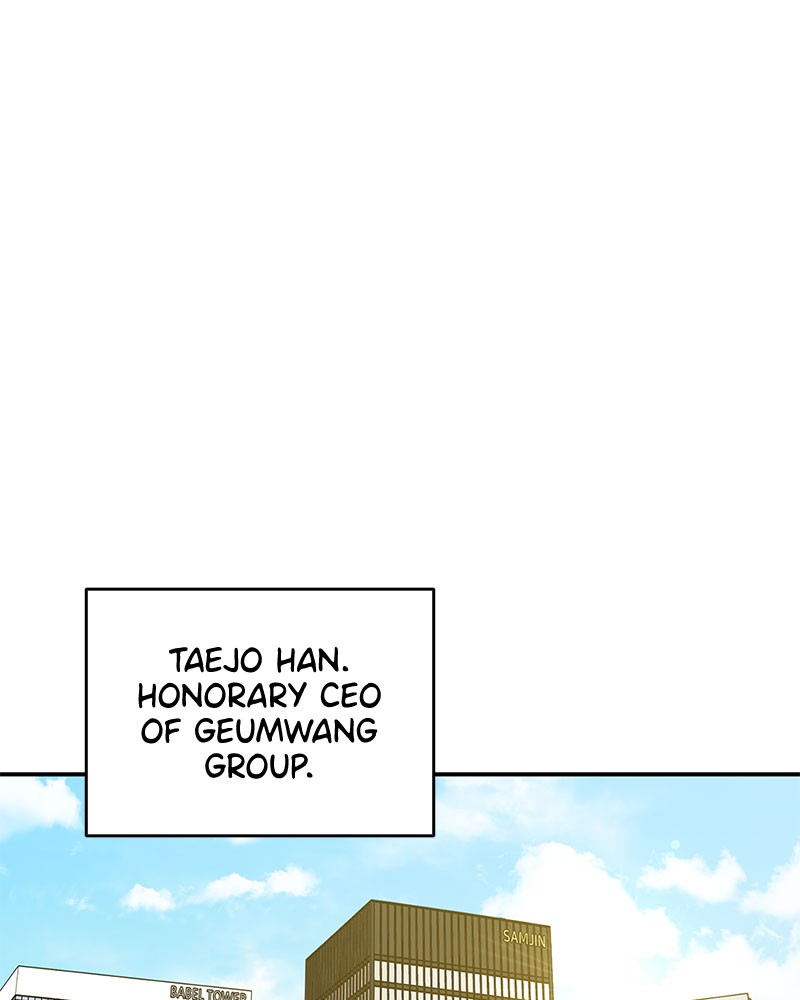 TAEJO HAN.
HONORARY CEO
OF GEUMWANG
GROUP.
SAMJIN
BABEL TOWER